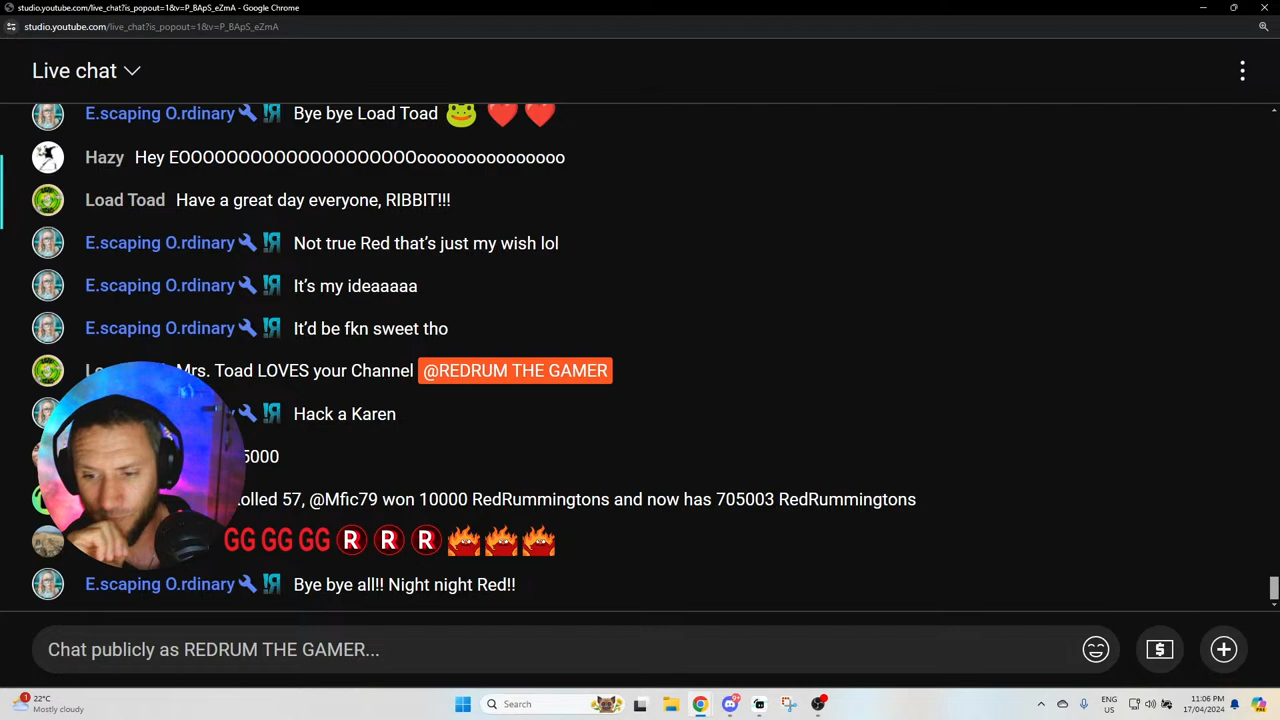 studio.youtube.com/live_chat?is_popout=1&v=P_BApS_eZmA - Google Chrome
studio.youtube.com/live_chat?is_popout=1&v=P_BApS_eZmA
Live chat
E.scaping O.rdinary Bye bye Load Toad
Hazy Hey EOOOOOOOOOOOOOOOOOOOOooooooooooooooo
Load Toad Have a great day everyone, RIBBIT!!!
E.scaping O.rdinary Not true Red that’s just my wish lol
E.scaping O.rdinary It’s my ideaaaaa
E.scaping O.rdinary It’d be fkn sweet tho
Mrs. Toad LOVES your Channel @REDRUM THE GAMER
Hack a Karen
5000
olled 57, @Mfic79 won 10000 RedRummingtons and now has 705003 RedRummingtons
GG GG GG R R R
E.scaping O.rdinary Bye bye all!! Night night Red!!
Chat publicly as REDRUM THE GAMER...
1
22°C
Mostly cloudy
Search
9+
ENG
US
11:06 PM
17/04/2024